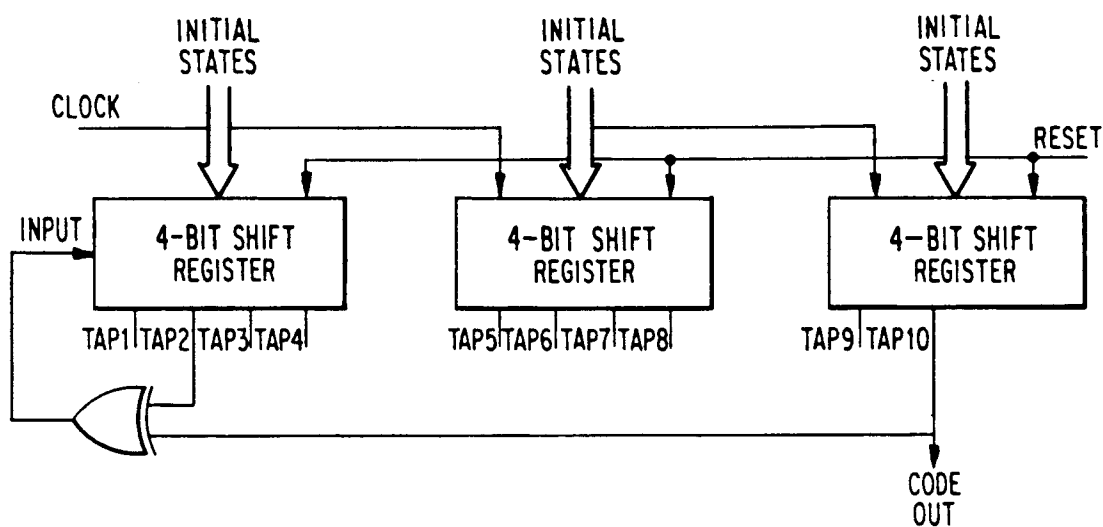 INITIAL
STATES
INITIAL
STATES
INITIAL
STATES
CLOCK
RESET
INPUT
4-BIT SHIFT
REGISTER
4-BIT SHIFT
REGISTER
4-BIT SHIFT
REGISTER
TAP1 TAP2 TAP3 TAP4
TAP5 TAP6 TAP7 TAP8
TAP9 TAP10
CODE
OUT